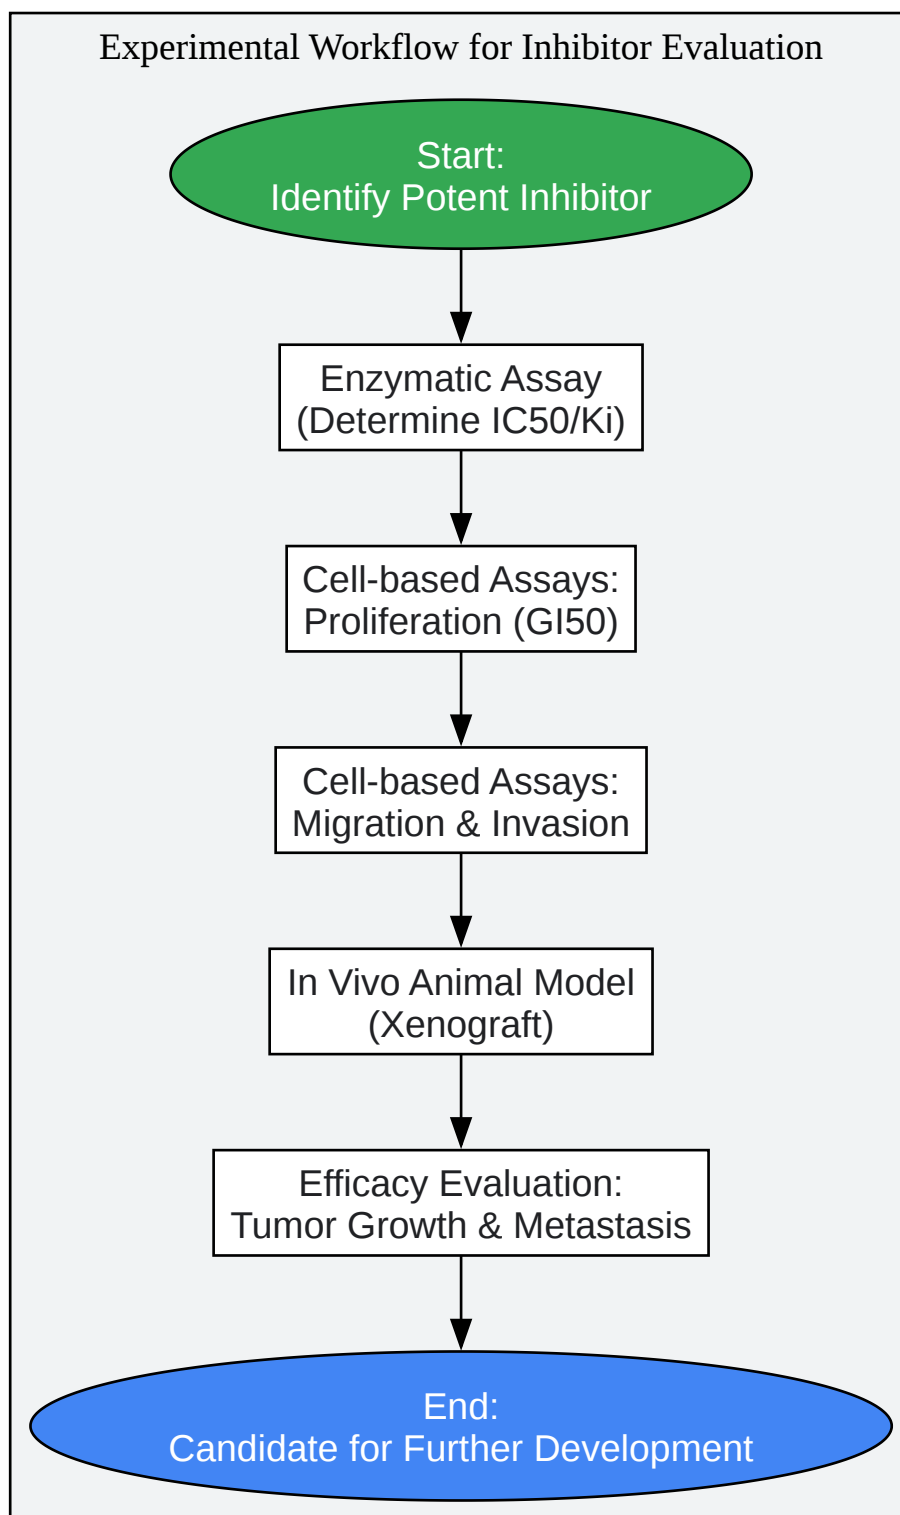 Experimental Workflow for Inhibitor Evaluation
Start:
Identify Potent Inhibitor
Enzymatic Assay
(Determine IC50/Ki)
Cell-based Assays:
Proliferation (GI50)
Cell-based Assays:
Migration & Invasion
In Vivo Animal Model
(Xenograft)
Efficacy Evaluation:
Tumor Growth & Metastasis
End:
Candidate for Further Development